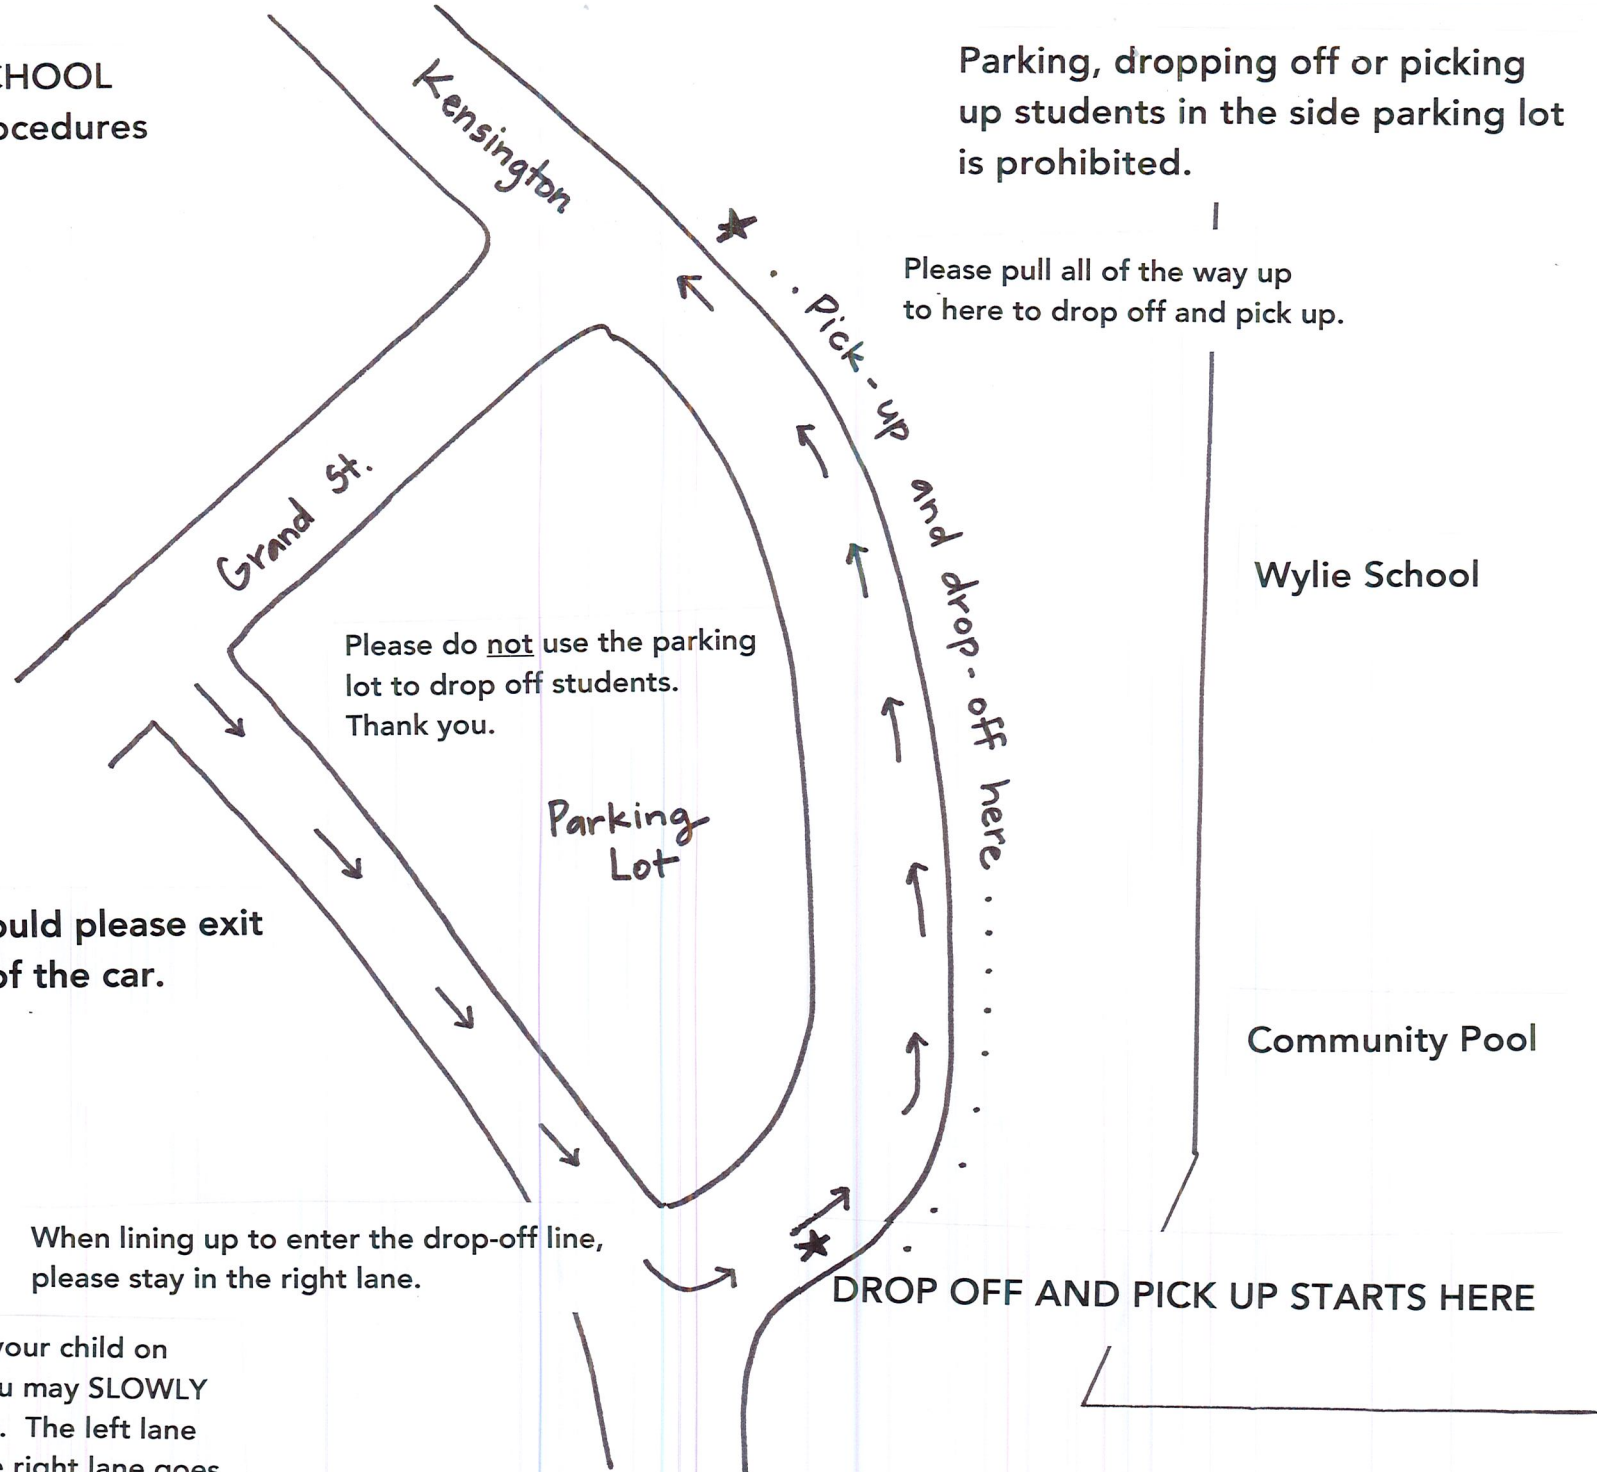 CHOOL
ocedures
Kensington
Parking, dropping off or picking
up students in the side parking lot
is prohibited.
Please pull all of the way up
to here to drop off and pick up.
Pick-up and drop-off here
Grand St.
Wylie School
Please do not use the parking
lot to drop off students.
Thank you.
Parking
Lot
ould please exit
of the car.
Community Pool
When lining up to enter the drop-off line,
please stay in the right lane.
DROP OFF AND PICK UP STARTS HERE
your child on
u may SLOWLY
. The left lane
right lane goes